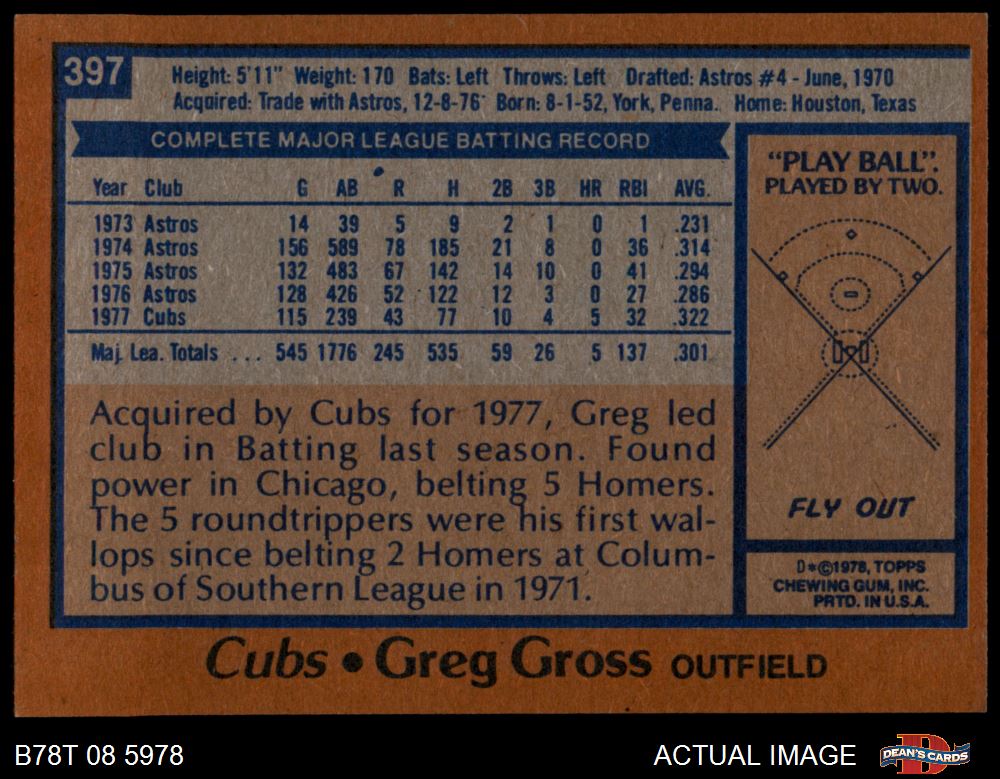 397
Height: 5'11" Weight: 170 Bats: Left Throws: Left Drafted: Astros #4 - June, 1970
Acquired: Trade with Astros, 12-8-76 Born: 8-1-52, York, Penna. Home: Houston, Texas
COMPLETE MAJOR LEAGUE BATTING RECORD
Year Club G AB R H 2B 3B HR RBI AVG.
1973 Astros 14 39 5 9 2 1 0 1 .231
1974 Astros 156 589 78 185 21 8 0 36 .314
1975 Astros 132 483 67 142 14 10 0 41 .294
1976 Astros 128 426 52 122 12 3 0 27 .286
1977 Cubs 115 239 43 77 10 4 5 32 .322
Maj. Lea. Totals ... 545 1776 245 535 59 26 5 137 .301
Acquired by Cubs for 1977, Greg led
club in Batting last season. Found
power in Chicago, belting 5 Homers.
The 5 roundtrippers were his first wal-
lops since belting 2 Homers at Colum-
bus of Southern League in 1971.
"PLAY BALL":
PLAYED BY TWO.
FLY OUT
D*©1978, TOPPS
CHEWING GUM, INC.
PRTD. IN U.S.A.
Cubs • Greg Gross OUTFIELD
B78T 08 5978
ACTUAL IMAGE
DEAN'S CARDS